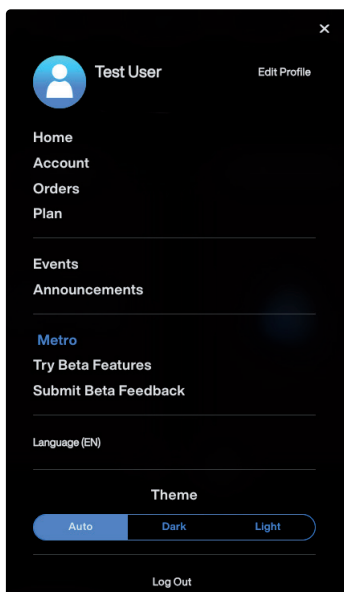 Test User
Edit Profile
Home
Account
Orders
Plan
Events
Announcements
Metro
Try Beta Features
Submit Beta Feedback
Language (EN)
Theme
Auto Dark Light
Log Out